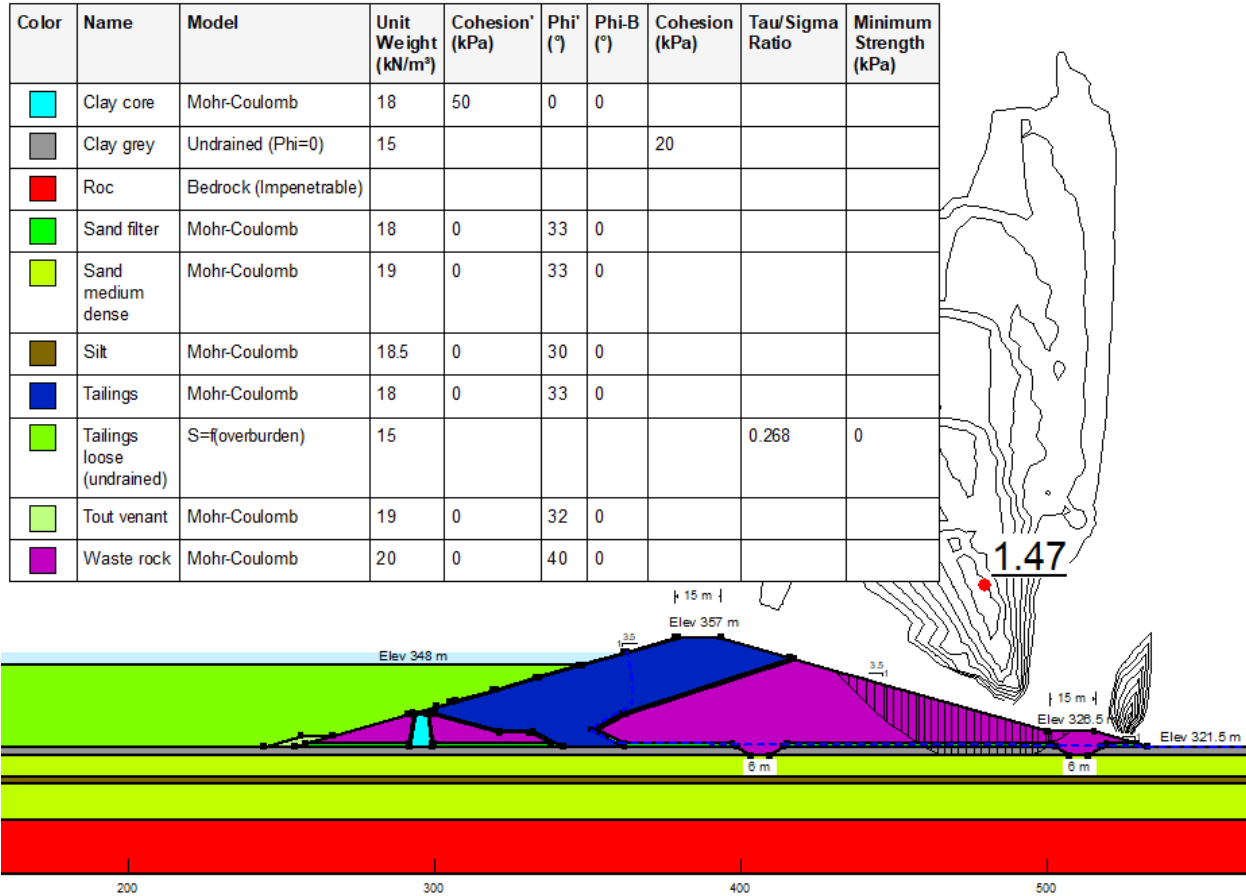 Color Name Model Unit Weight (kN/m³) Cohesion' (kPa) Phi' (°) Phi-B (°) Cohesion (kPa) Tau/Sigma Ratio Minimum Strength (kPa)
Clay core Mohr-Coulomb 18 50 0 0
Clay grey Undrained (Phi=0) 15 20
Roc Bedrock (Impenetrable)
Sand filter Mohr-Coulomb 18 0 33 0
Sand medium dense Mohr-Coulomb 19 0 33 0
Silt Mohr-Coulomb 18.5 0 30 0
Tailings Mohr-Coulomb 18 0 33 0
Tailings loose (undrained) S=f(overburden) 15 0.268 0
Tout venant Mohr-Coulomb 19 0 32 0
Waste rock Mohr-Coulomb 20 0 40 0
1.47
15 m
Elev 357 m
3.5
1
Elev 348 m
3.5
1
15 m
Elev 326.5 m
Elev 321.5 m
6 m
6 m
200 300 400 500